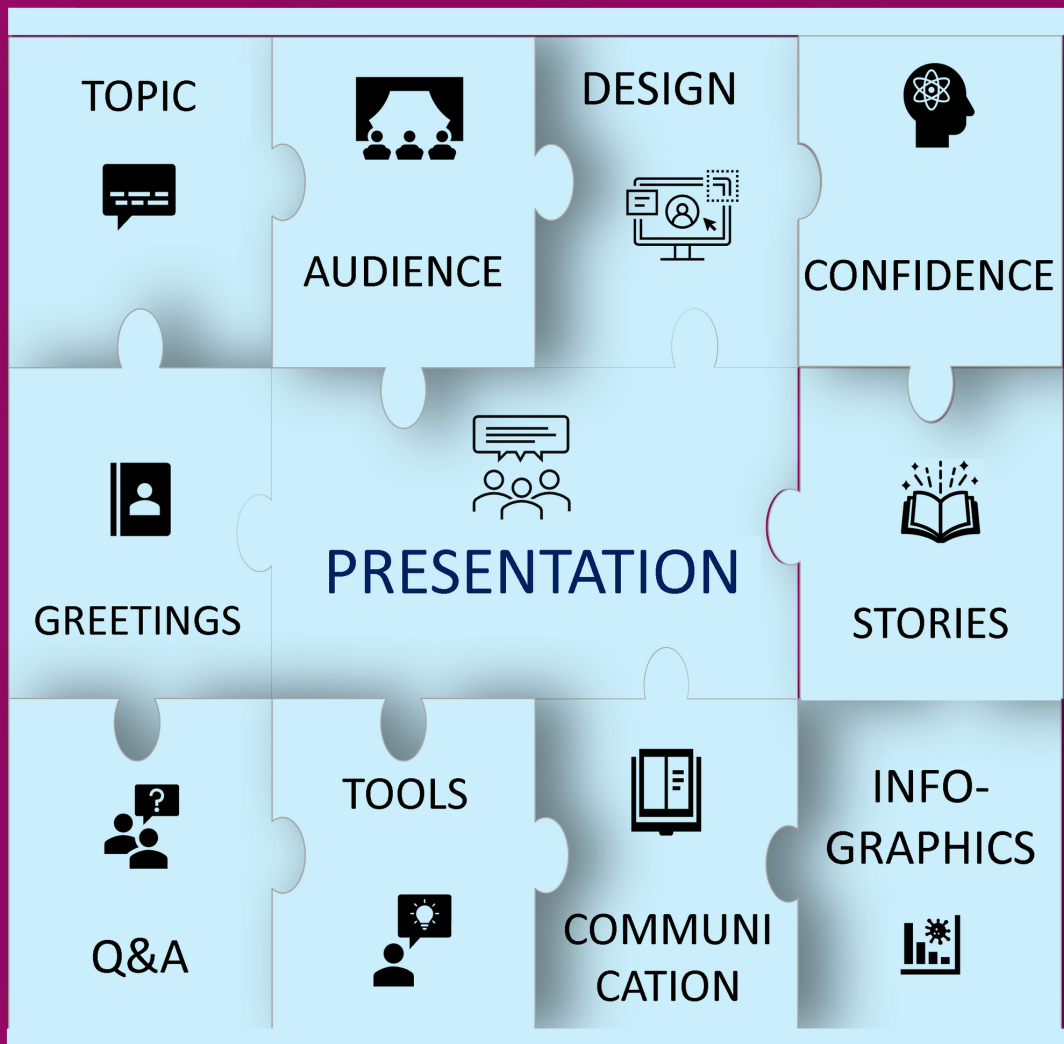 TOPIC
AUDIENCE
DESIGN
CONFIDENCE
GREETINGS
PRESENTATION
STORIES
Q&A
TOOLS
?
COMMUNI
CATION
INFO-
GRAPHICS